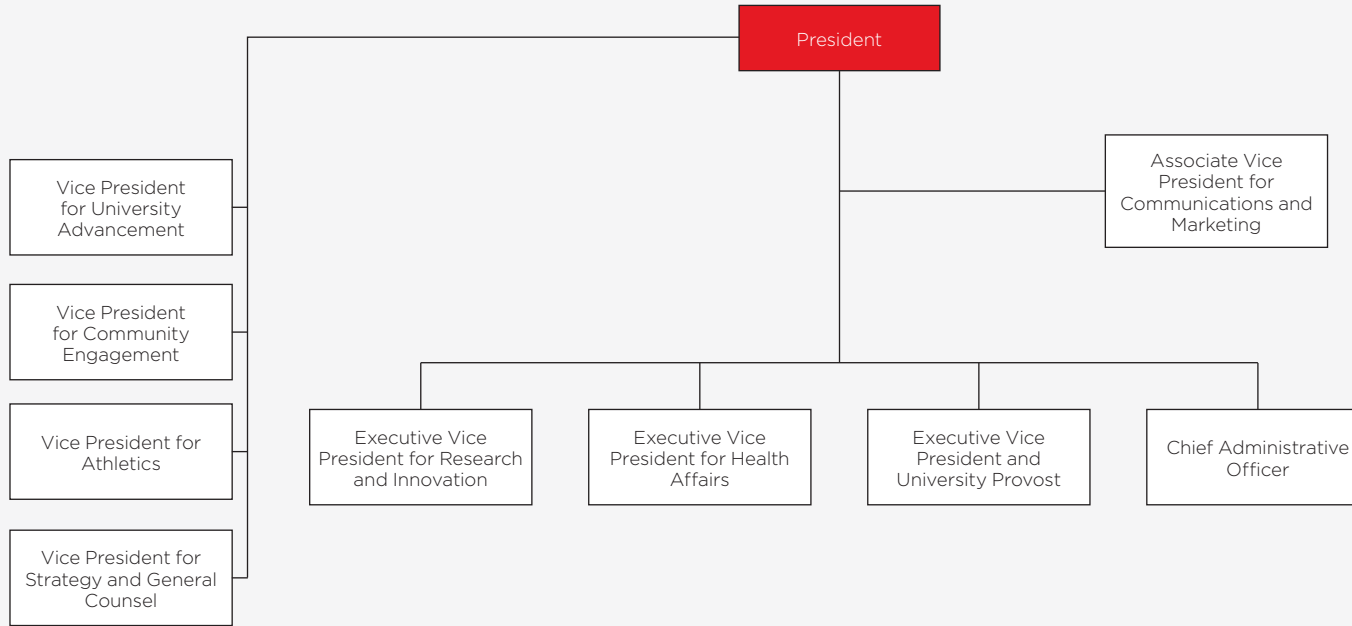 President
Associate Vice
President for
Communications and
Marketing
Vice President
for University
Advancement
Vice President
for Community
Engagement
Vice President for
Athletics
Vice President for
Strategy and General
Counsel
Executive Vice
President for Research
and Innovation
Executive Vice
President for Health
Affairs
Executive Vice
President and
University Provost
Chief Administrative
Officer